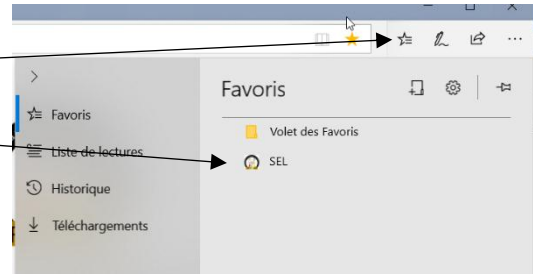 Favoris
Volet des Favoris
SEL
Favoris
Liste de lectures
Historique
Téléchargements